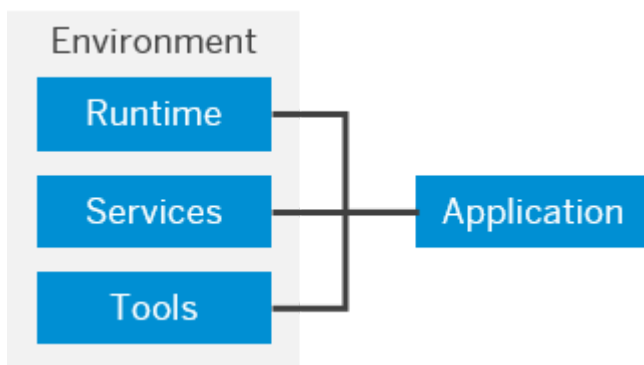 Environment
Runtime
Services
Application
Tools